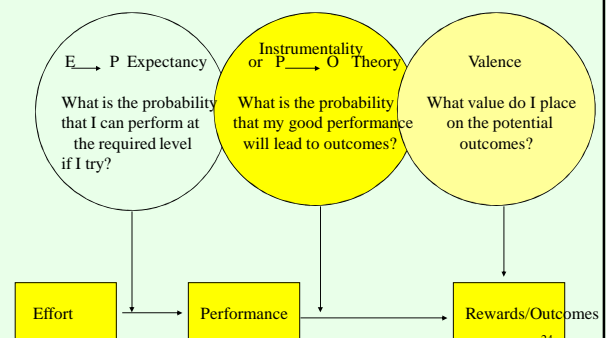 E → P Expectancy
What is the probability
that I can perform at
the required level
if I try?
Instrumentality
or P → O Theory
What is the probability
that my good performance
will lead to outcomes?
Valence
What value do I place
on the potential
outcomes?
Effort
Performance
Rewards/Outcomes